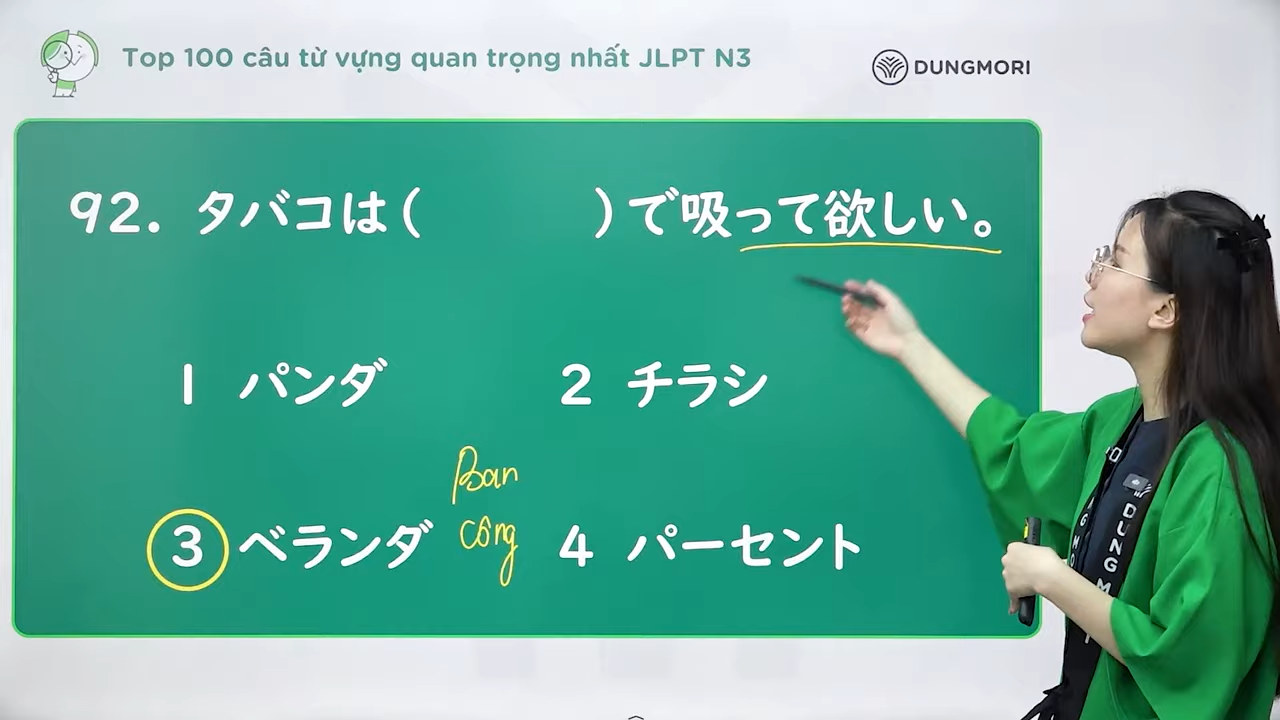 Top 100 câu từ vựng quan trọng nhất JLPT N3
DUNGMORI
92. タバコは( )で吸って欲しい。
1 パンダ
2 チラシ
3 ベランダ
Ban
công
4 パーセント
DUNG